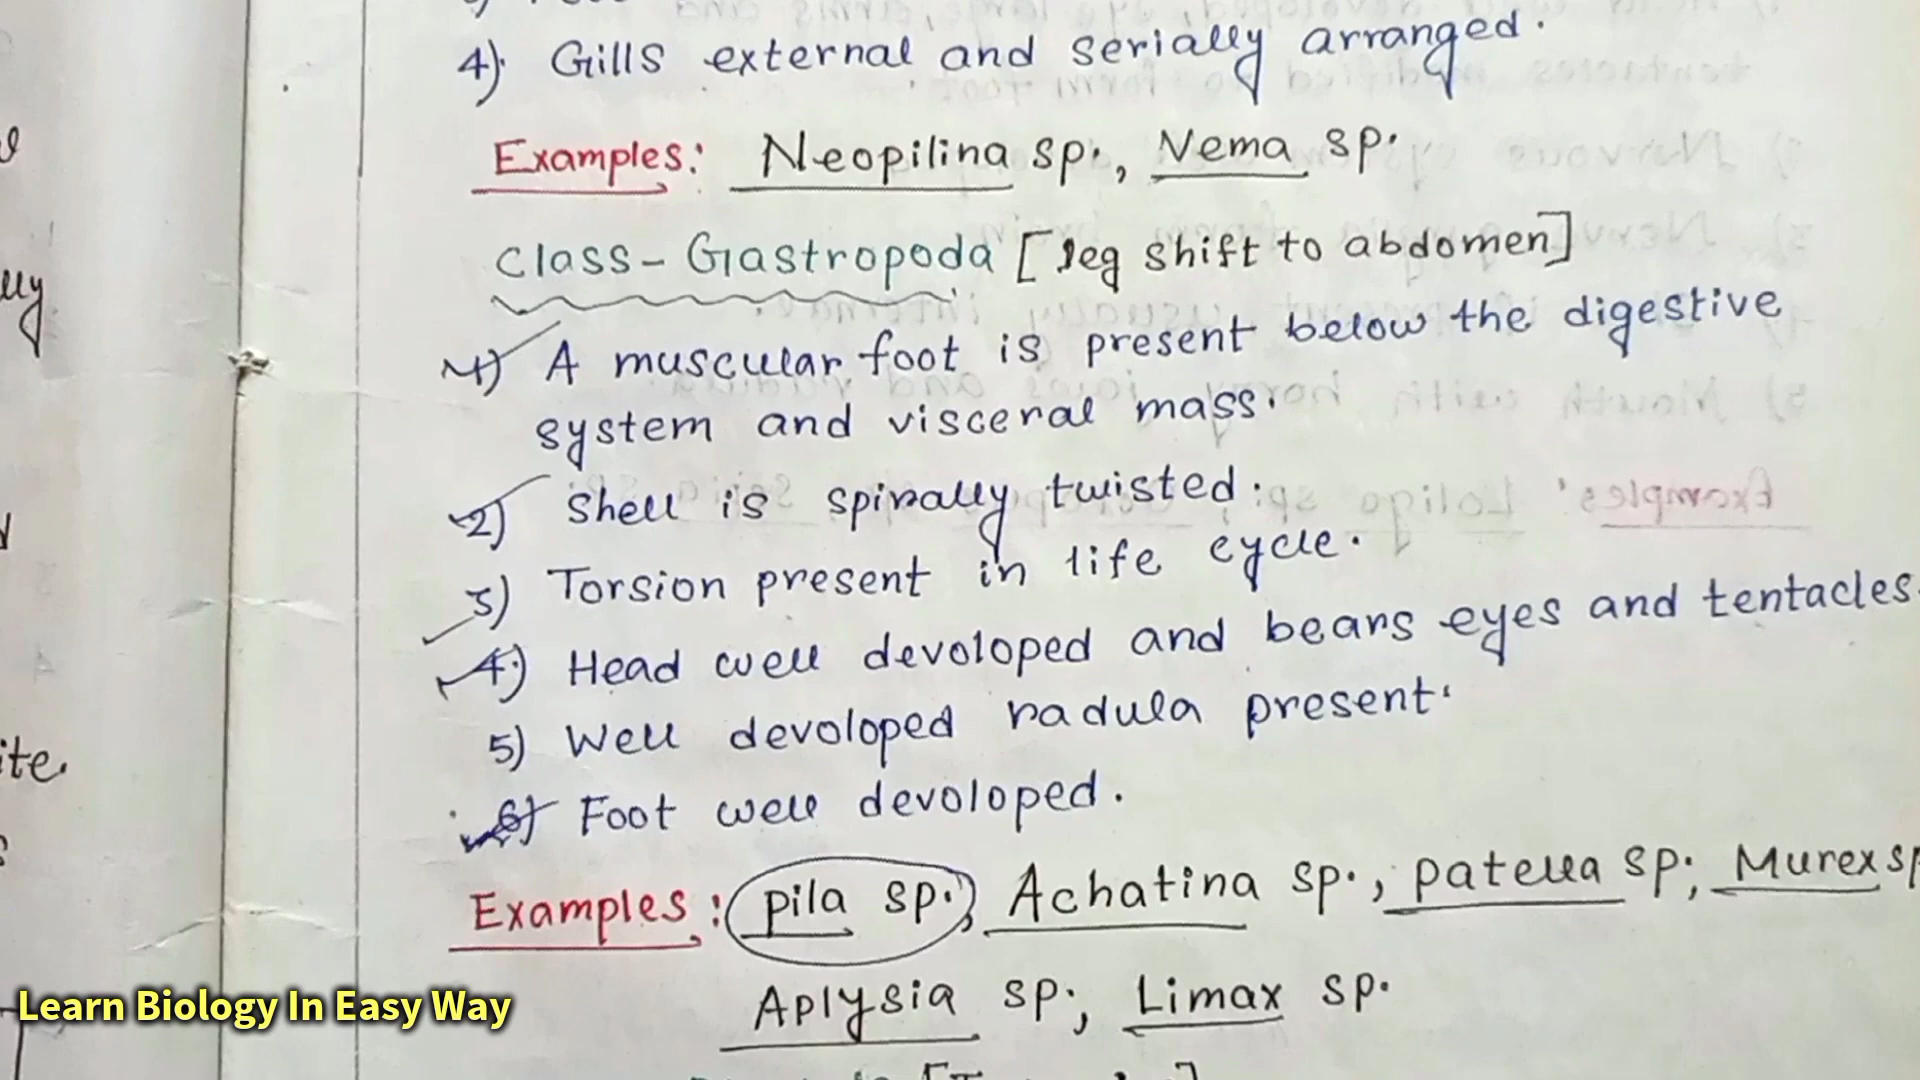 4) Gills external and serially arranged.
Examples: Neopilina sp., Nema sp.
Class - Gastropoda [leg shift to abdomen]
1) A muscular foot is present below the digestive
system and visceral mass.
2) Shell is spirally twisted.
3) Torsion present in life cycle.
4) Head well devoloped and bears eyes and tentacles.
5) Well devoloped radula present.
6) Foot well devoloped.
Examples: pila sp., Achatina sp., patella sp., Murex sp
Aplysia sp., Limax sp.
Learn Biology In Easy Way